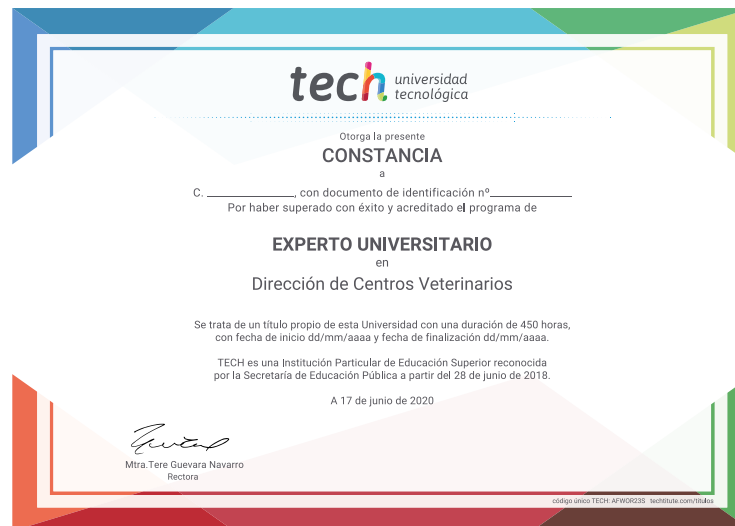 tech universidad
tecnológica
Otorga la presente
CONSTANCIA
a
C. ________________, con documento de identificación nº_______________
Por haber superado con éxito y acreditado el programa de
EXPERTO UNIVERSITARIO
en
Dirección de Centros Veterinarios
Se trata de un título propio de esta Universidad con una duración de 450 horas,
con fecha de inicio dd/mm/aaaa y fecha de finalización dd/mm/aaaa.
TECH es una Institución Particular de Educación Superior reconocida
por la Secretaría de Educación Pública a partir del 28 de junio de 2018.
A 17 de junio de 2020
Mtra.Tere Guevara Navarro
Rectora
código único TECH: AFWOR23S techtitute.com/titulos